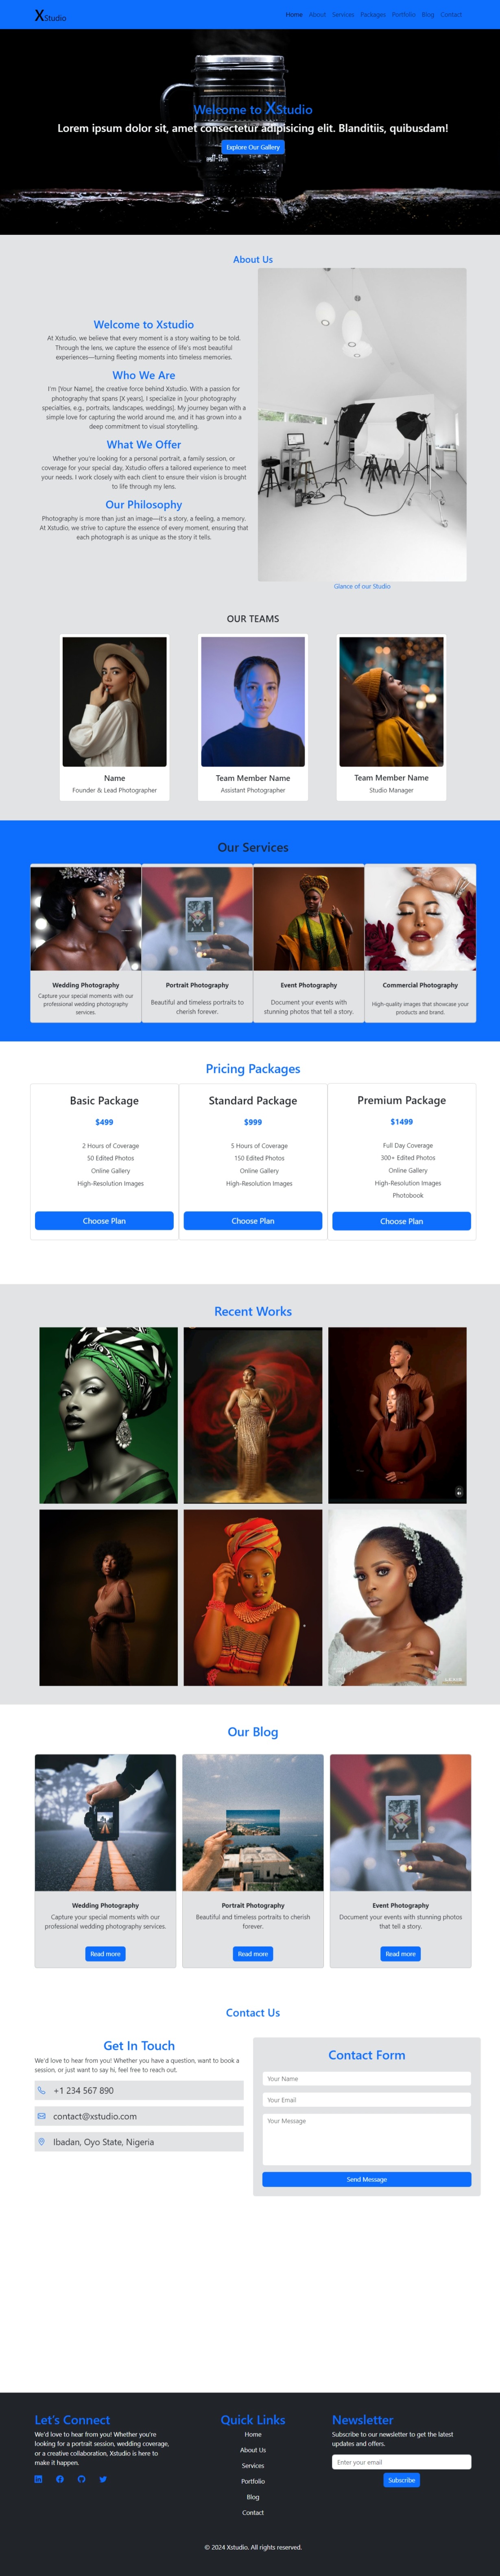 XStudio
Home About Services Packages Portfolio Blog Contact
Welcome to XStudio
Lorem ipsum dolor sit, amet consectetur adipisicing elit. Blanditiis, quibusdam!
Explore Our Gallery
About Us
Welcome to Xstudio
At Xstudio, we believe that every moment is a story waiting to be told.
Through the lens, we capture the essence of life's most beautiful
experiences—turning fleeting moments into timeless memories.
Who We Are
I'm [Your Name], the creative force behind Xstudio. With a passion for
photography that spans [X years], I specialize in [your photography
specialties, e.g., portraits, landscapes, weddings]. My journey began with a
simple love for capturing the world around me, and it has grown into a
deep commitment to visual storytelling.
What We Offer
Whether you're looking for a personal portrait, a family session, or
coverage for your special day, Xstudio offers a tailored experience to meet
your needs. I work closely with each client to ensure their vision is brought
to life through my lens.
Our Philosophy
Photography is more than just an image—it's a story, a feeling, a memory.
At Xstudio, we strive to capture the essence of every moment, ensuring that
each photograph is as unique as the story it tells.
Glance of our Studio
OUR TEAMS
Name
Founder & Lead Photographer
Team Member Name
Assistant Photographer
Team Member Name
Studio Manager
Our Services
Wedding Photography
Capture your special moments with our
professional wedding photography
services.
Portrait Photography
Beautiful and timeless portraits to
cherish forever.
Event Photography
Document your events with
stunning photos that tell a story.
Commercial Photography
High-quality images that showcase your
products and brand.
Pricing Packages
Basic Package
$499
2 Hours of Coverage
50 Edited Photos
Online Gallery
High-Resolution Images
Choose Plan
Standard Package
$999
5 Hours of Coverage
150 Edited Photos
Online Gallery
High-Resolution Images
Choose Plan
Premium Package
$1499
Full Day Coverage
300+ Edited Photos
Online Gallery
High-Resolution Images
Photobook
Choose Plan
Recent Works
Our Blog
Wedding Photography
Capture your special moments with our
professional wedding photography services.
Read more
Portrait Photography
Beautiful and timeless portraits to cherish
forever.
Read more
Event Photography
Document your events with stunning photos
that tell a story.
Read more
Contact Us
Get In Touch
We'd love to hear from you! Whether you have a question, want to book a
session, or just want to say hi, feel free to reach out.
+1 234 567 890
contact@xstudio.com
Ibadan, Oyo State, Nigeria
Contact Form
Your Name
Your Email
Your Message
Send Message
Let's Connect
We'd love to hear from you! Whether you're
looking for a portrait session, wedding coverage,
or a creative collaboration, Xstudio is here to
make it happen.
Quick Links
Home
About Us
Services
Portfolio
Blog
Contact
Newsletter
Subscribe to our newsletter to get the latest
updates and offers.
Enter your email
Subscribe
© 2024 Xstudio. All rights reserved.